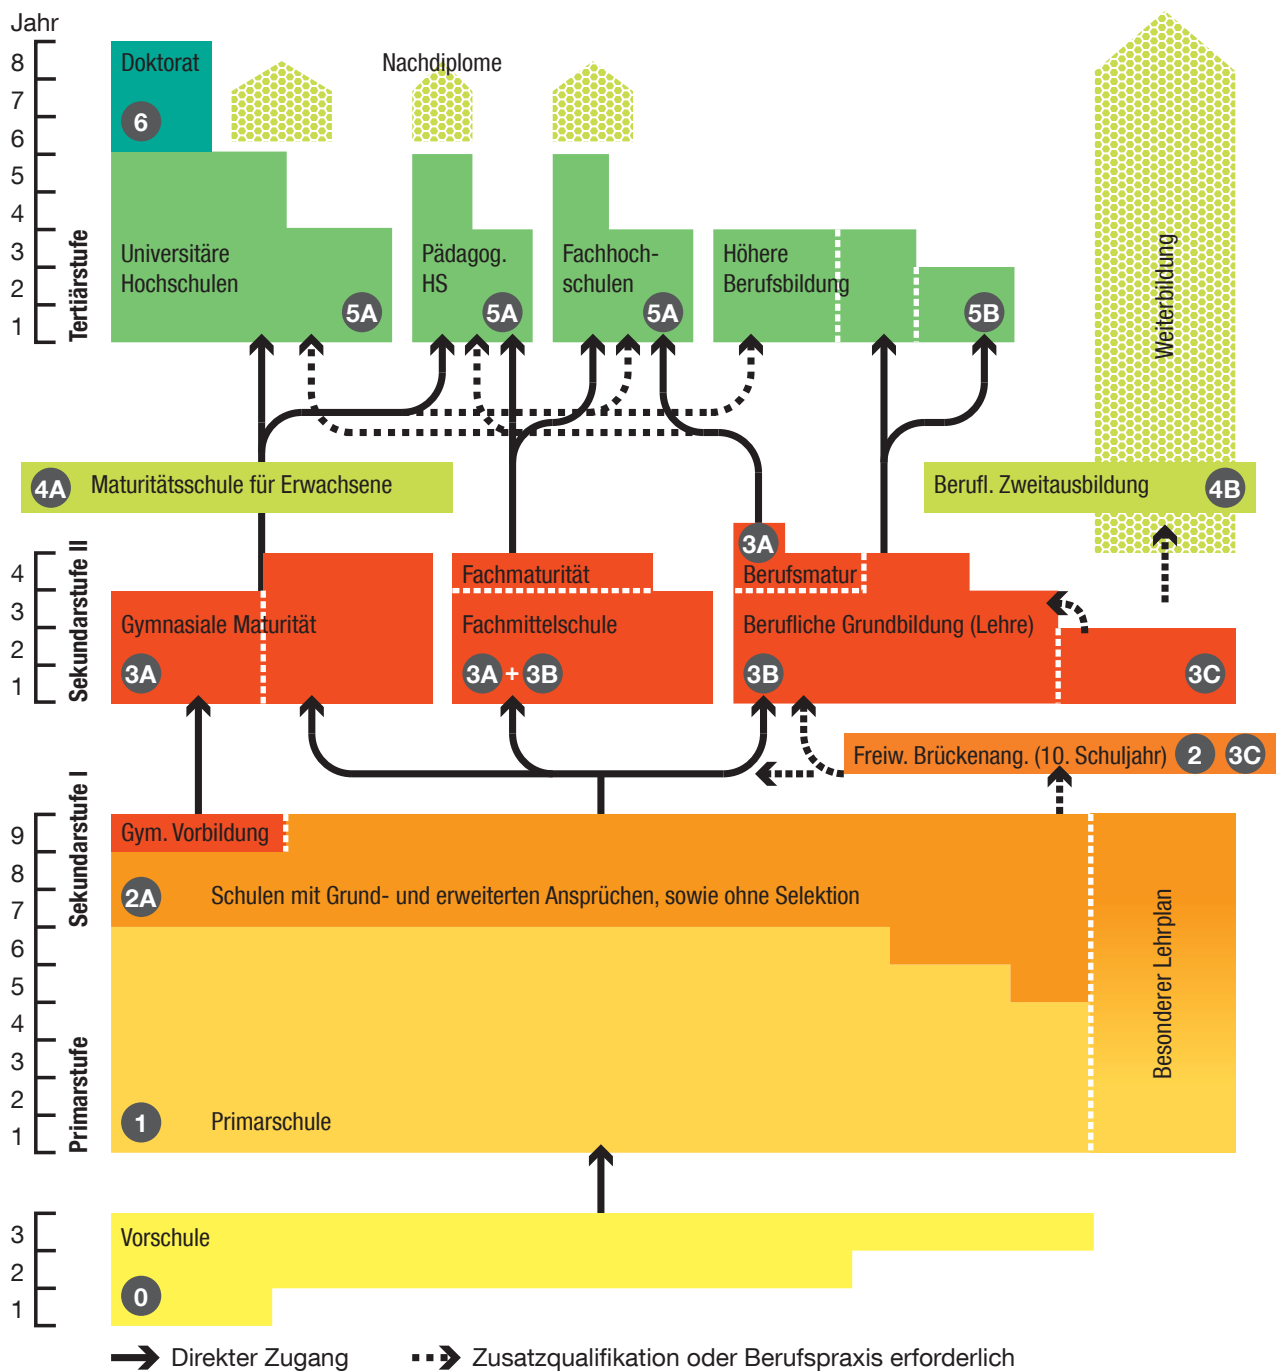 Jahr
8
7
6
5
4
3
2
1
Tertiärstufe
Doktorat
6
Nachdiplome
Universitäre
Hochschulen
5A
Pädagog.
HS
5A
Fachhoch-
schulen
5A
Höhere
Berufsbildung
5B
Weiterbildung
4A Maturitätsschule für Erwachsene
Berufl. Zweitausbildung 4B
4
3
2
1
Sekundarstufe II
Gymnasiale Maturität
3A
Fachmaturität
Fachmittelschule
3A + 3B
3A
Berufsmatur
Berufliche Grundbildung (Lehre)
3B
3C
Freiw. Brückenang. (10. Schuljahr) 2 3C
9
8
7
6
5
4
3
2
1
Sekundarstufe I
Primarstufe
Gym. Vorbildung
2A Schulen mit Grund- und erweiterten Ansprüchen, sowie ohne Selektion
Besonderer Lehrplan
1 Primarschule
3
2
1
Vorschule
0
Direkter Zugang
Zusatzqualifikation oder Berufspraxis erforderlich